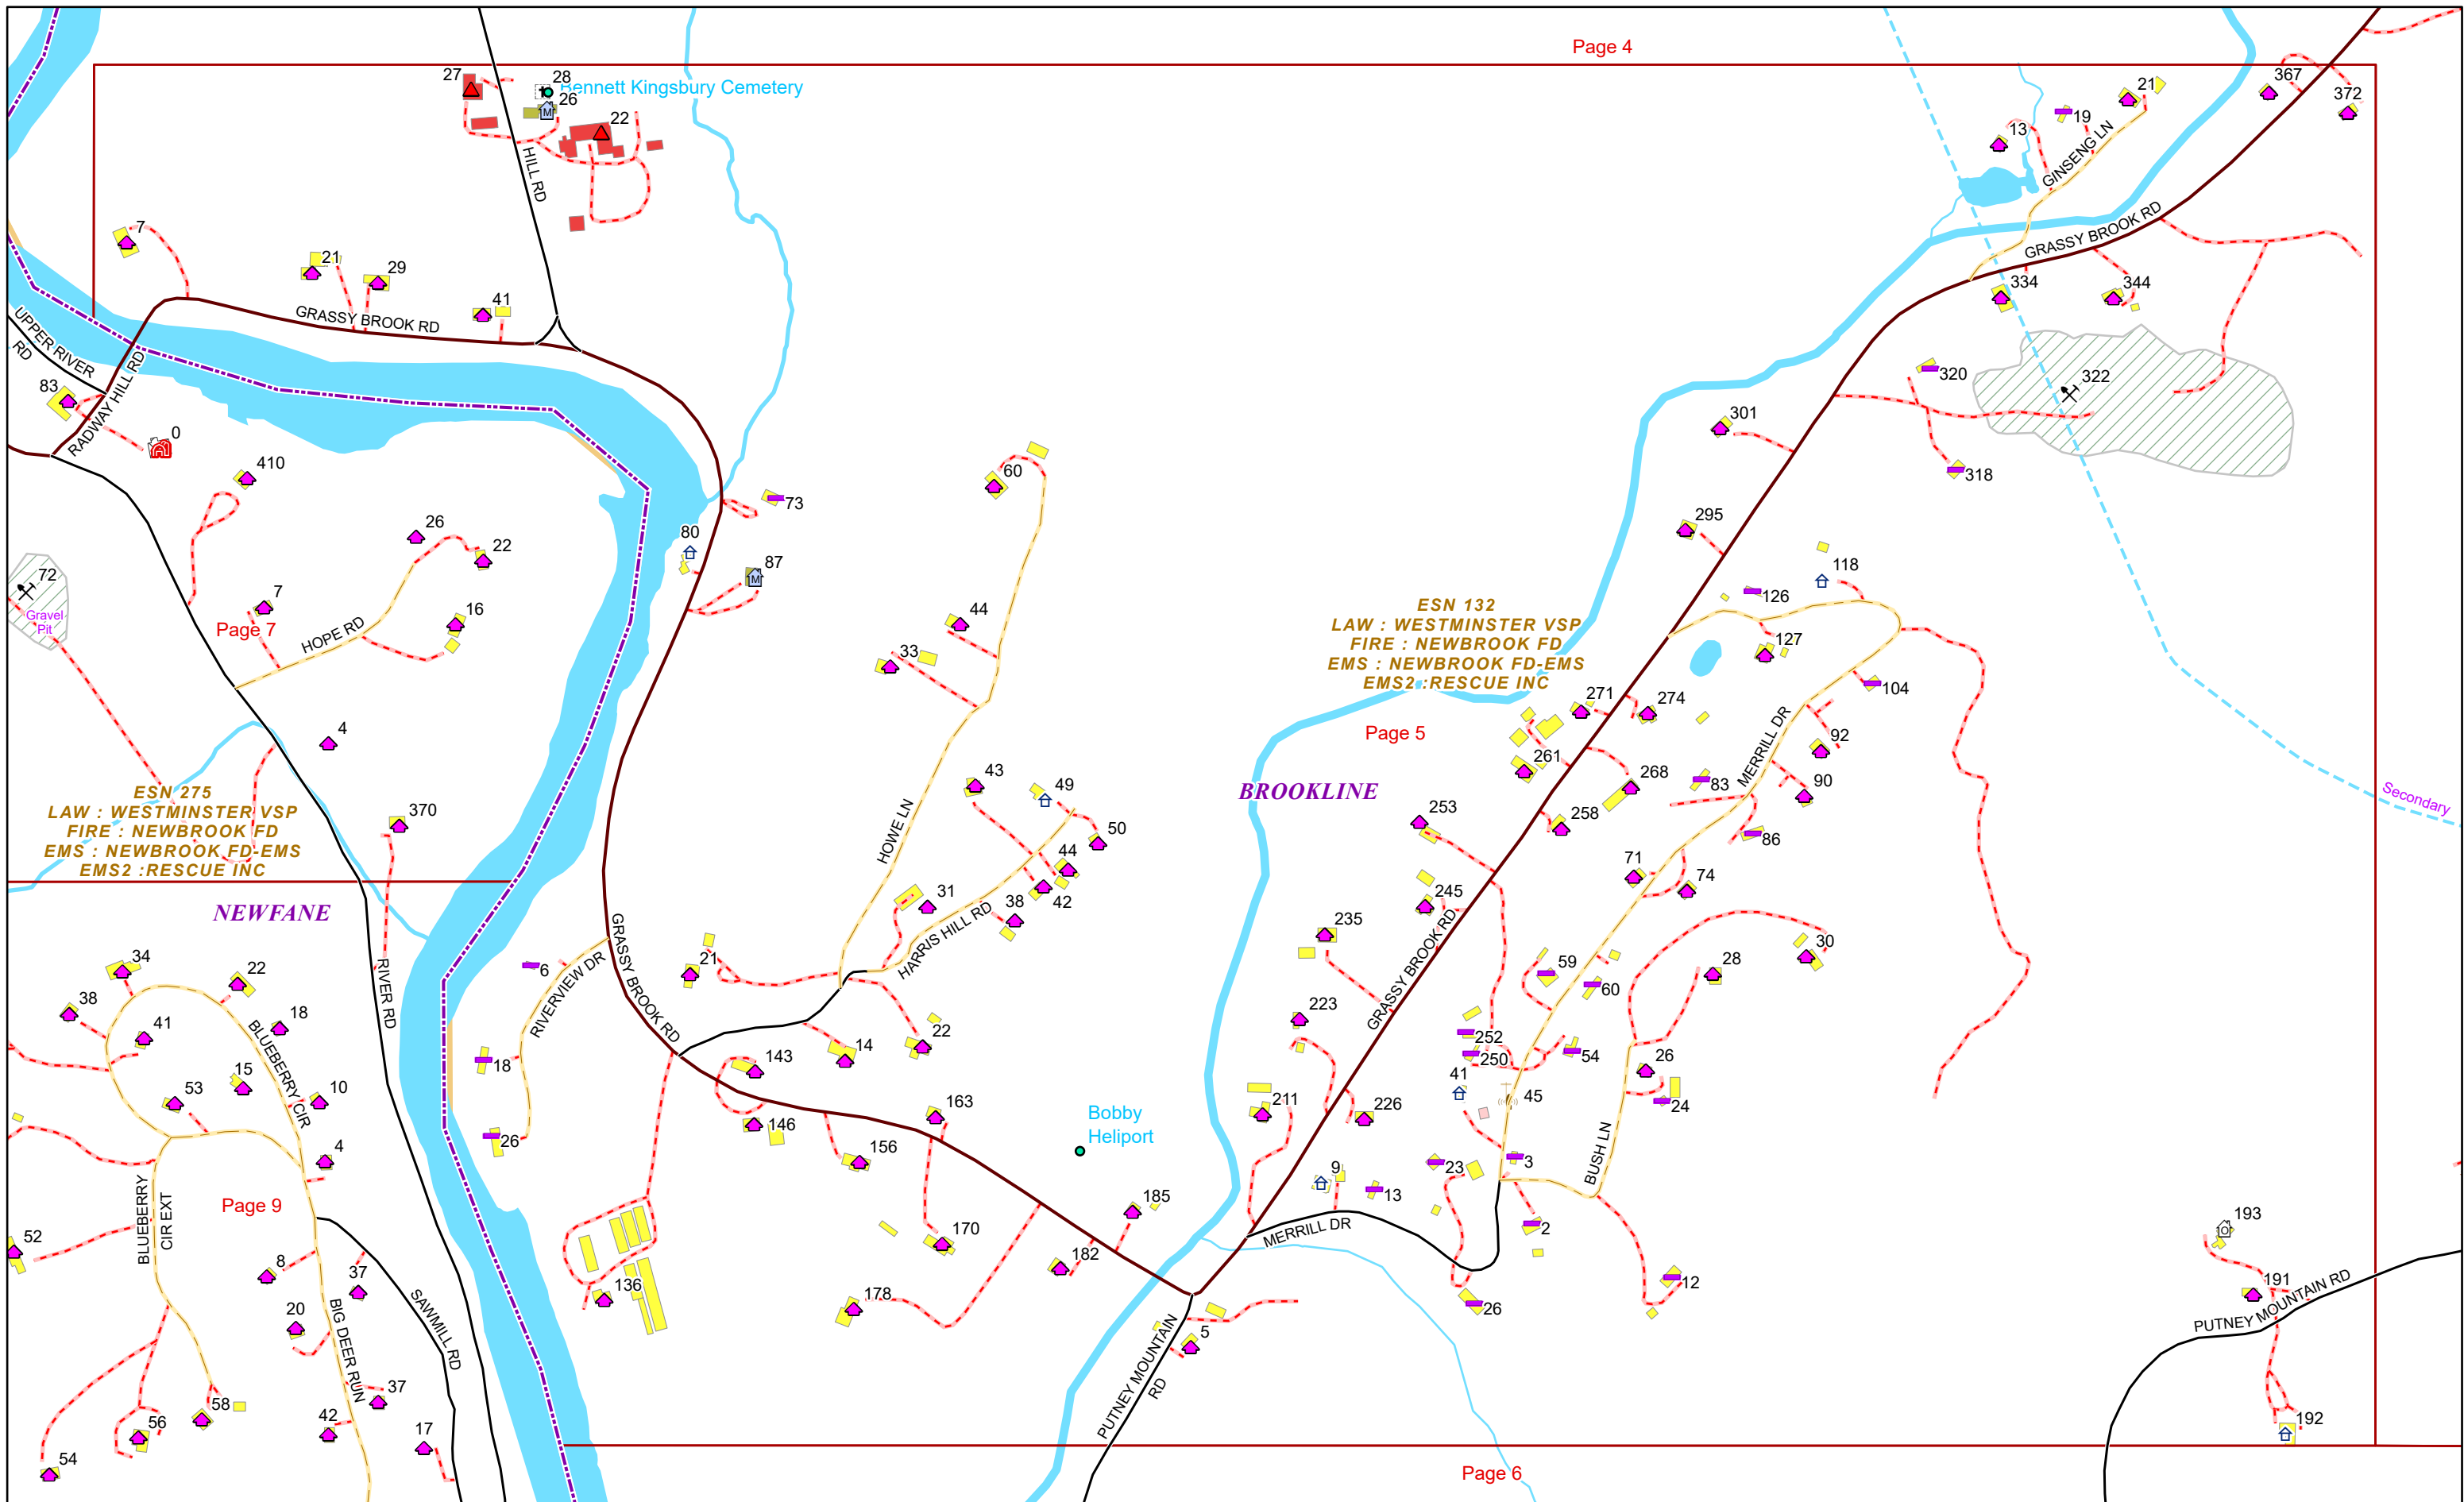 Page 4
27
28
Bennett Kingsbury Cemetery
26
22
HILL RD
367
372
21
19
13
GINSENG LN
GRASSY BROOK RD
7
21
29
41
GRASSY BROOK RD
334
344
UPPER RIVER
RD
RADWAY HILL RD
83
0
320
322
318
301
410
60
73
295
26
22
80
87
72
Gravel
Pit
7
Page 7
HOPE RD
16
44
33
ESN 132
LAW : WESTMINSTER VSP
FIRE : NEWBROOK FD
EMS : NEWBROOK FD-EMS
EMS2 :RESCUE INC
118
126
127
104
4
271
274
Page 5
MERRILL DR
92
261
268
83
90
BROOKLINE
Secondary
ESN 275
LAW : WESTMINSTER VSP
FIRE : NEWBROOK FD
EMS : NEWBROOK FD-EMS
EMS2 :RESCUE INC
370
43
49
50
HOWE LN
253
258
86
44
42
71
74
NEWFANE
31
38
HARRIS HILL RD
245
235
GRASSY BROOK RD
30
28
34
22
38
41
18
BLUEBERRY CIR
RIVER RD
6
RIVERVIEW DR
GRASSY BROOK RD
21
59
60
223
22
14
143
252
250
54
26
24
15
53
10
18
41
45
211
226
163
146
Bobby
Heliport
26
156
4
BLUEBERRY
CIR EXT
Page 9
9
13
23
3
BUSH LN
185
2
MERRILL DR
170
182
193
52
8
37
136
178
12
26
191
PUTNEY MOUNTAIN RD
20
SAWMILL RD
BIG DEER RUN
5
PUTNEY MOUNTAIN
RD
37
58
56
42
17
192
54
Page 6